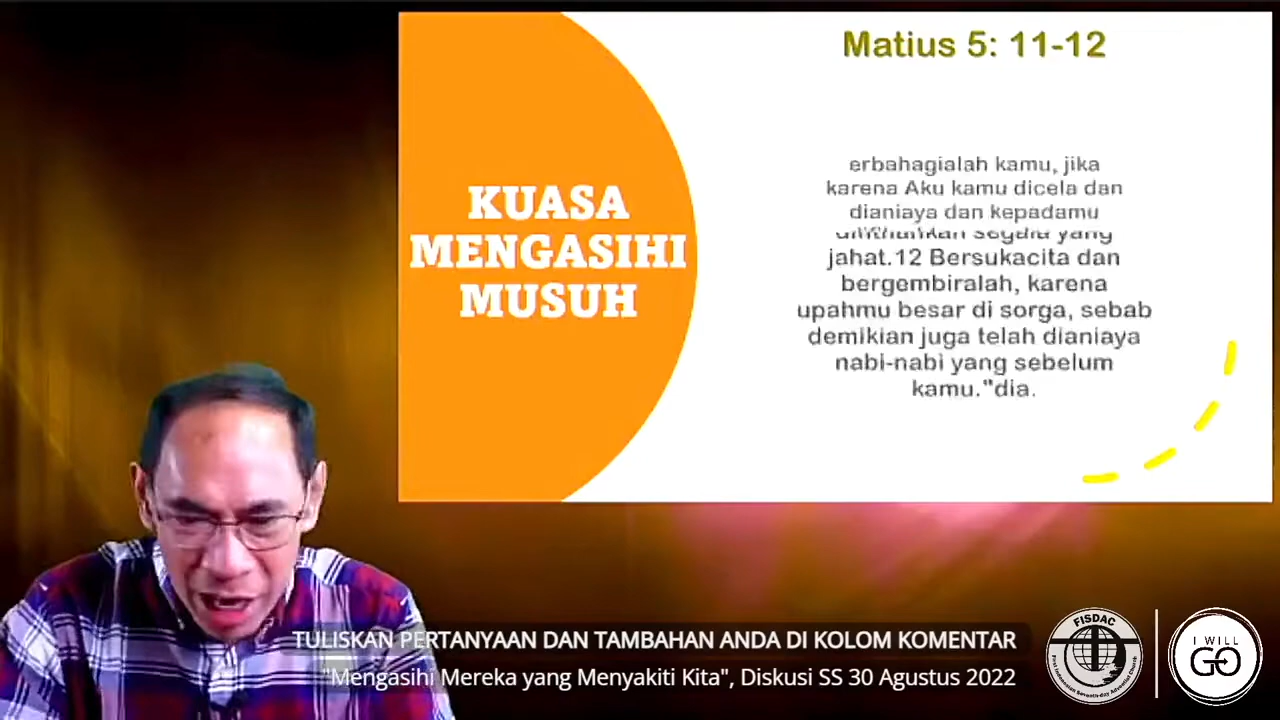 Matius 5: 11-12
KUASA
MENGASIHI
MUSUH
erbahagialah kamu, jika
karena Aku kamu dicela dan
dianiaya dan kepadamu
segala yang
jahat.12 Bersukacita dan
bergembiralah, karena
upahmu besar di sorga, sebab
demikian juga telah dianiaya
nabi-nabi yang sebelum
kamu."dia.
TULISKAN PERTANYAAN DAN TAMBAHAN ANDA DI KOLOM KOMENTAR
"Mengasihi Mereka yang Menyakiti Kita", Diskusi SS 30 Agustus 2022
FISDAC
I WILL
GO